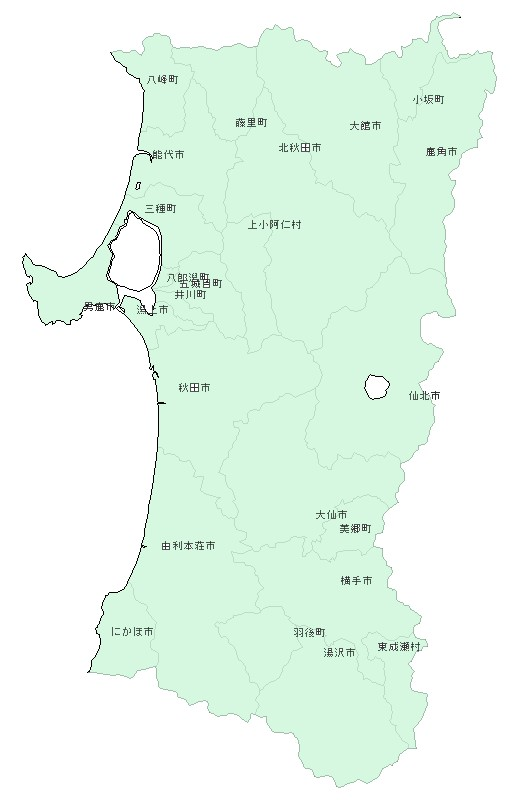 八峰町
小坂町
藤里町
大館市
北秋田市
鹿角市
能代市
三種町
上小阿仁村
八郎潟町
五城目町
井川町
男鹿市
潟上市
秋田市
仙北市
大仙市
美郷町
由利本荘市
横手市
にかほ市
羽後町
東成瀬村
湯沢市